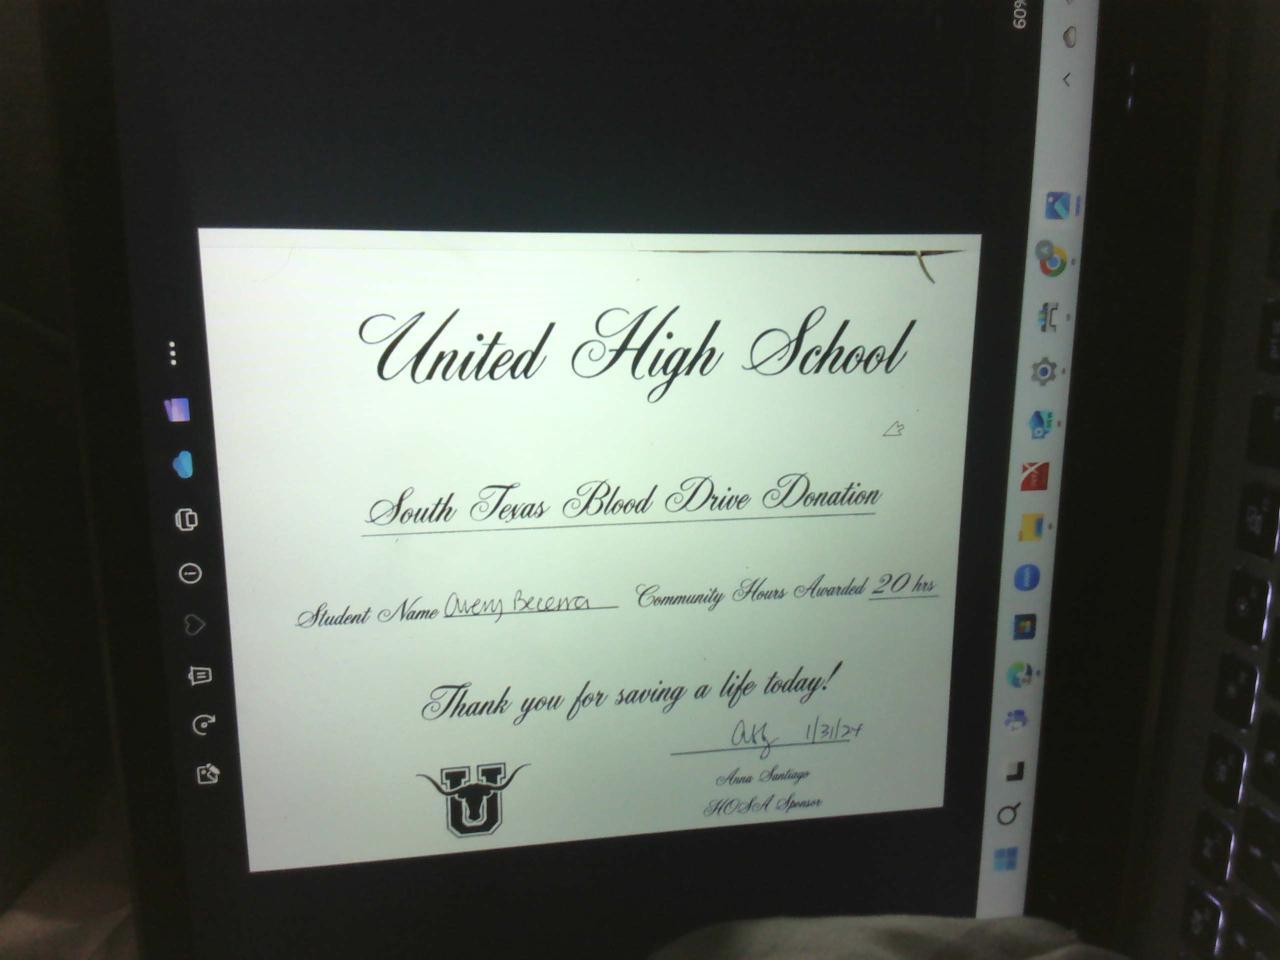 United High School
South Texas Blood Drive Donation
Student Name Avery Becerra Community Hours Awarded 20 hrs
Thank you for saving a life today!
1/31/24
Anna Santiago
HOSA Sponsor
U
60%